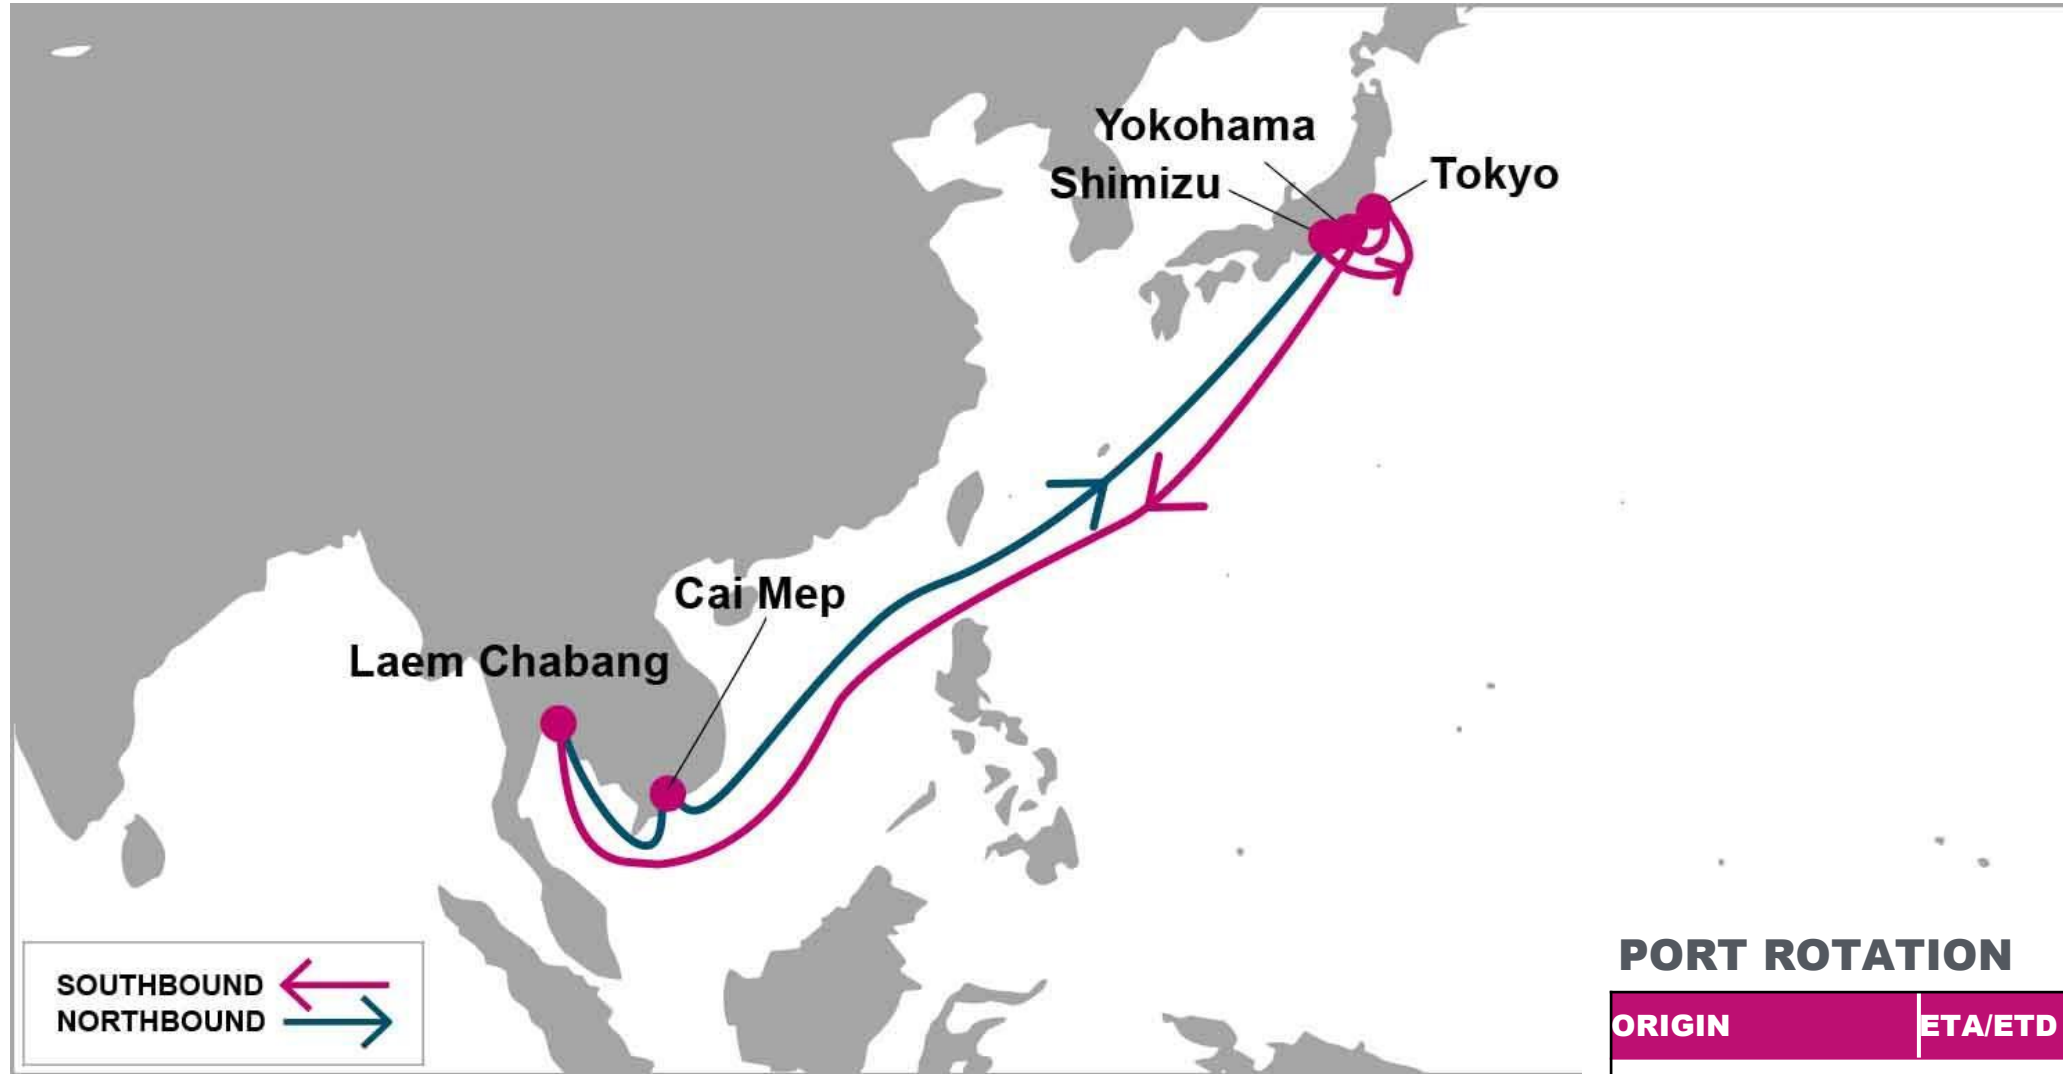 Yokohama
Shimizu
Tokyo
Cai Mep
Laem Chabang
SOUTHBOUND
NORTHBOUND
PORT ROTATION
ORIGIN
ETA/ETD